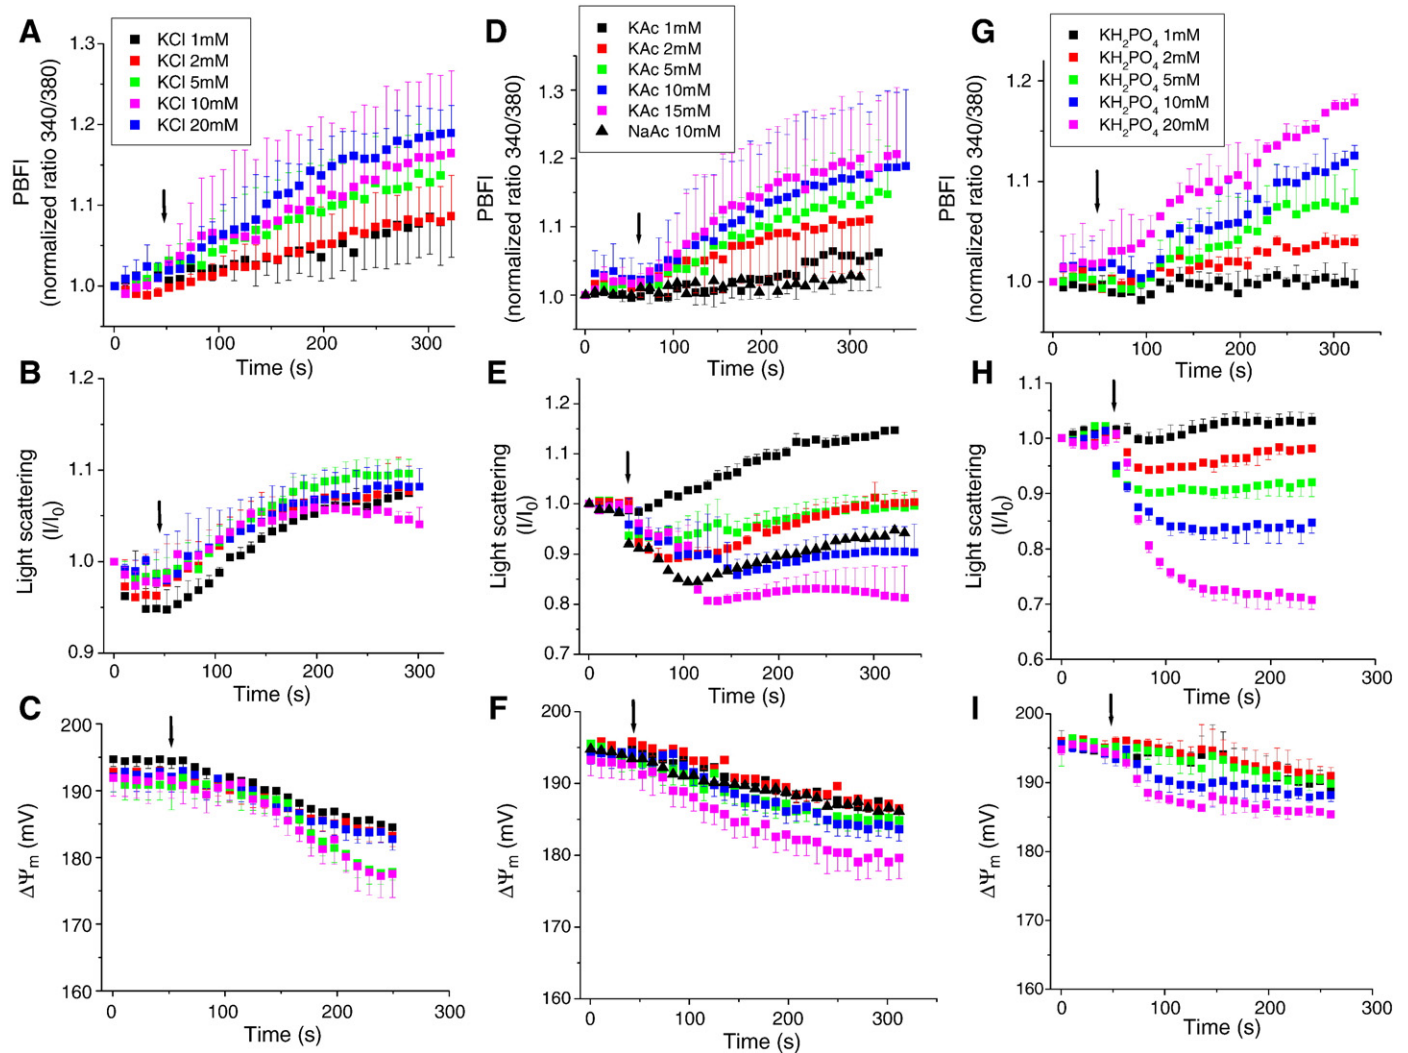 A
KCl 1mM
KCl 2mM
KCl 5mM
KCl 10mM
KCl 20mM
PBFI
(normalized ratio 340/380)
1.3
1.2
1.1
1.0
0
100
200
300
Time (s)
D
KAc 1mM
KAc 2mM
KAc 5mM
KAc 10mM
KAc 15mM
NaAc 10mM
PBFI
(normalized ratio 340/380)
1.3
1.2
1.1
1.0
0
100
200
300
Time (s)
G
KH₂PO₄ 1mM
KH₂PO₄ 2mM
KH₂PO₄ 5mM
KH₂PO₄ 10mM
KH₂PO₄ 20mM
PBFI
(normalized ratio 340/380)
1.2
1.1
1.0
0
100
200
300
Time (s)
B
Light scattering
(I/I₀)
1.2
1.1
1.0
0.9
0
100
200
300
Time (s)
E
Light scattering
(I/I₀)
1.2
1.1
1.0
0.9
0.8
0.7
0
100
200
300
Time (s)
H
Light scattering
(I/I₀)
1.1
1.0
0.9
0.8
0.7
0.6
0
100
200
300
Time (s)
C
ΔΨₘ (mV)
200
190
180
170
160
0
100
200
300
Time (s)
F
ΔΨₘ (mV)
200
190
180
170
160
0
100
200
300
Time (s)
I
ΔΨₘ (mV)
200
190
180
170
160
0
100
200
300
Time (s)